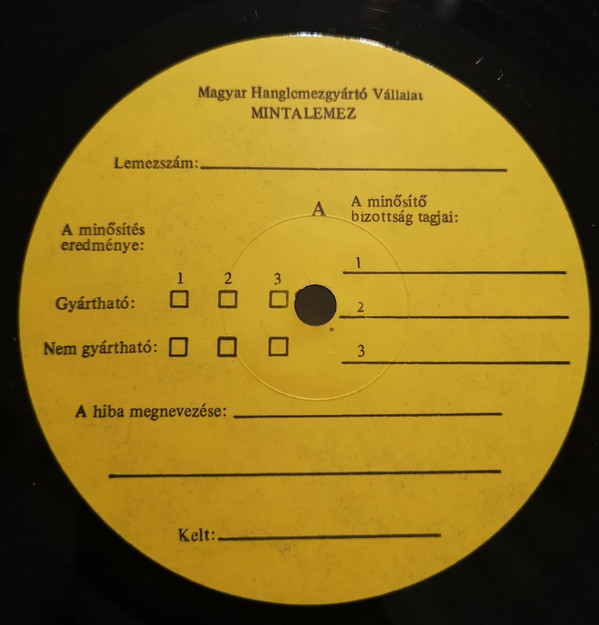 Magyar Hanglemezgyártó Vállalat
MINTALEMEZ
Lemezszám:
A
A minősítő
bizottság tagjai:
A minősítés
eredménye:
1 2 3
Gyártható:
Nem gyártható:
1
2
3
A hiba megnevezése:
Kelt: